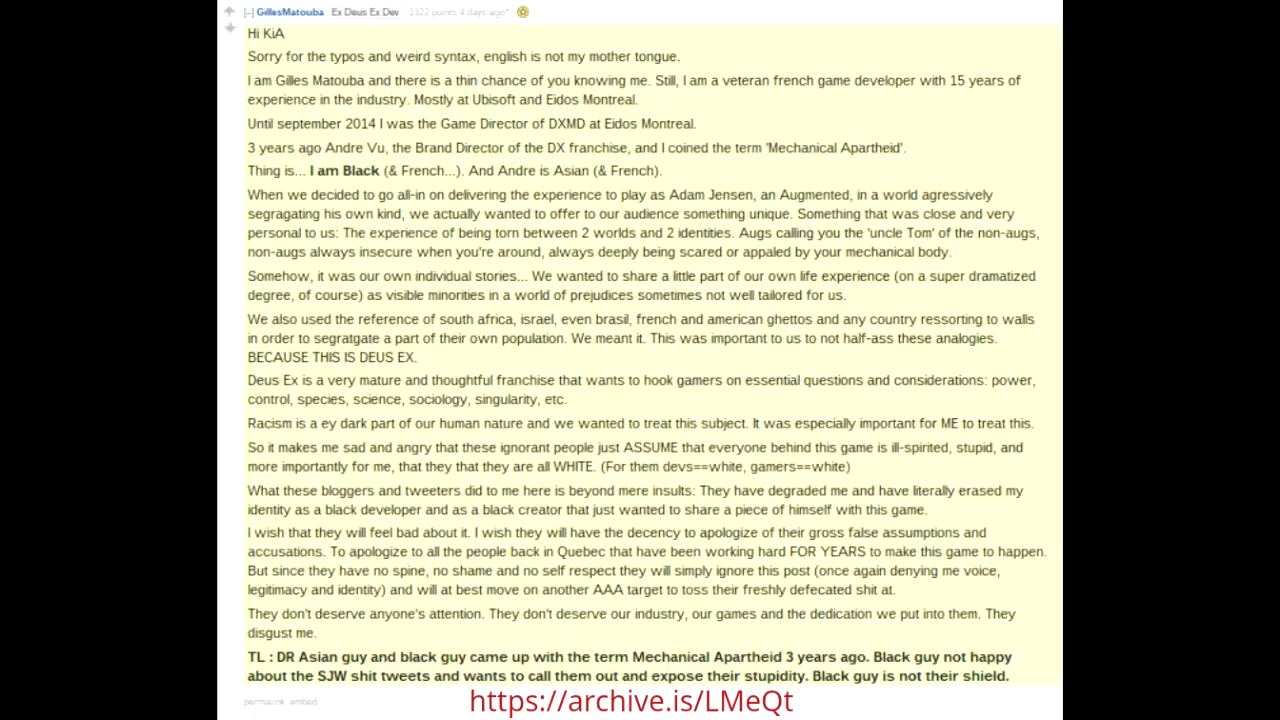 [–] GillesMatouba Ex Deus Ex Dev 1322 points 4 days ago*
Hi KiA
Sorry for the typos and weird syntax, english is not my mother tongue.
I am Gilles Matouba and there is a thin chance of you knowing me. Still, I am a veteran french game developer with 15 years of
experience in the industry. Mostly at Ubisoft and Eidos Montreal.
Until september 2014 I was the Game Director of DXMD at Eidos Montreal.
3 years ago Andre Vu, the Brand Director of the DX franchise, and I coined the term 'Mechanical Apartheid'.
Thing is... I am Black (& French...). And Andre is Asian (& French).
When we decided to go all-in on delivering the experience to play as Adam Jensen, an Augmented, in a world agressively
segragating his own kind, we actually wanted to offer to our audience something unique. Something that was close and very
personal to us: The experience of being torn between 2 worlds and 2 identities. Augs calling you the 'uncle Tom' of the non-augs,
non-augs always insecure when you're around, always deeply being scared or appaled by your mechanical body.
Somehow, it was our own individual stories... We wanted to share a little part of our own life experience (on a super dramatized
degree, of course) as visible minorities in a world of prejudices sometimes not well tailored for us.
We also used the reference of south africa, israel, even brasil, french and american ghettos and any country ressorting to walls
in order to segratgate a part of their own population. We meant it. This was important to us to not half-ass these analogies.
BECAUSE THIS IS DEUS EX.
Deus Ex is a very mature and thoughtful franchise that wants to hook gamers on essential questions and considerations: power,
control, species, science, sociology, singularity, etc.
Racism is a ey dark part of our human nature and we wanted to treat this subject. It was especially important for ME to treat this.
So it makes me sad and angry that these ignorant people just ASSUME that everyone behind this game is ill-spirited, stupid, and
more importantly for me, that they that they are all WHITE. (For them devs==white, gamers==white)
What these bloggers and tweeters did to me here is beyond mere insults: They have degraded me and have literally erased my
identity as a black developer and as a black creator that just wanted to share a piece of himself with this game.
I wish that they will feel bad about it. I wish they will have the decency to apologize of their gross false assumptions and
accusations. To apologize to all the people back in Quebec that have been working hard FOR YEARS to make this game to happen.
But since they have no spine, no shame and no self respect they will simply ignore this post (once again denying me voice,
legitimacy and identity) and will at best move on another AAA target to toss their freshly defecated shit at.
They don't deserve anyone's attention. They don't deserve our industry, our games and the dedication we put into them. They
disgust me.
TL : DR Asian guy and black guy came up with the term Mechanical Apartheid 3 years ago. Black guy not happy
about the SJW shit tweets and wants to call them out and expose their stupidity. Black guy is not their shield.
permalink embed
https://archive.is/LMeQt